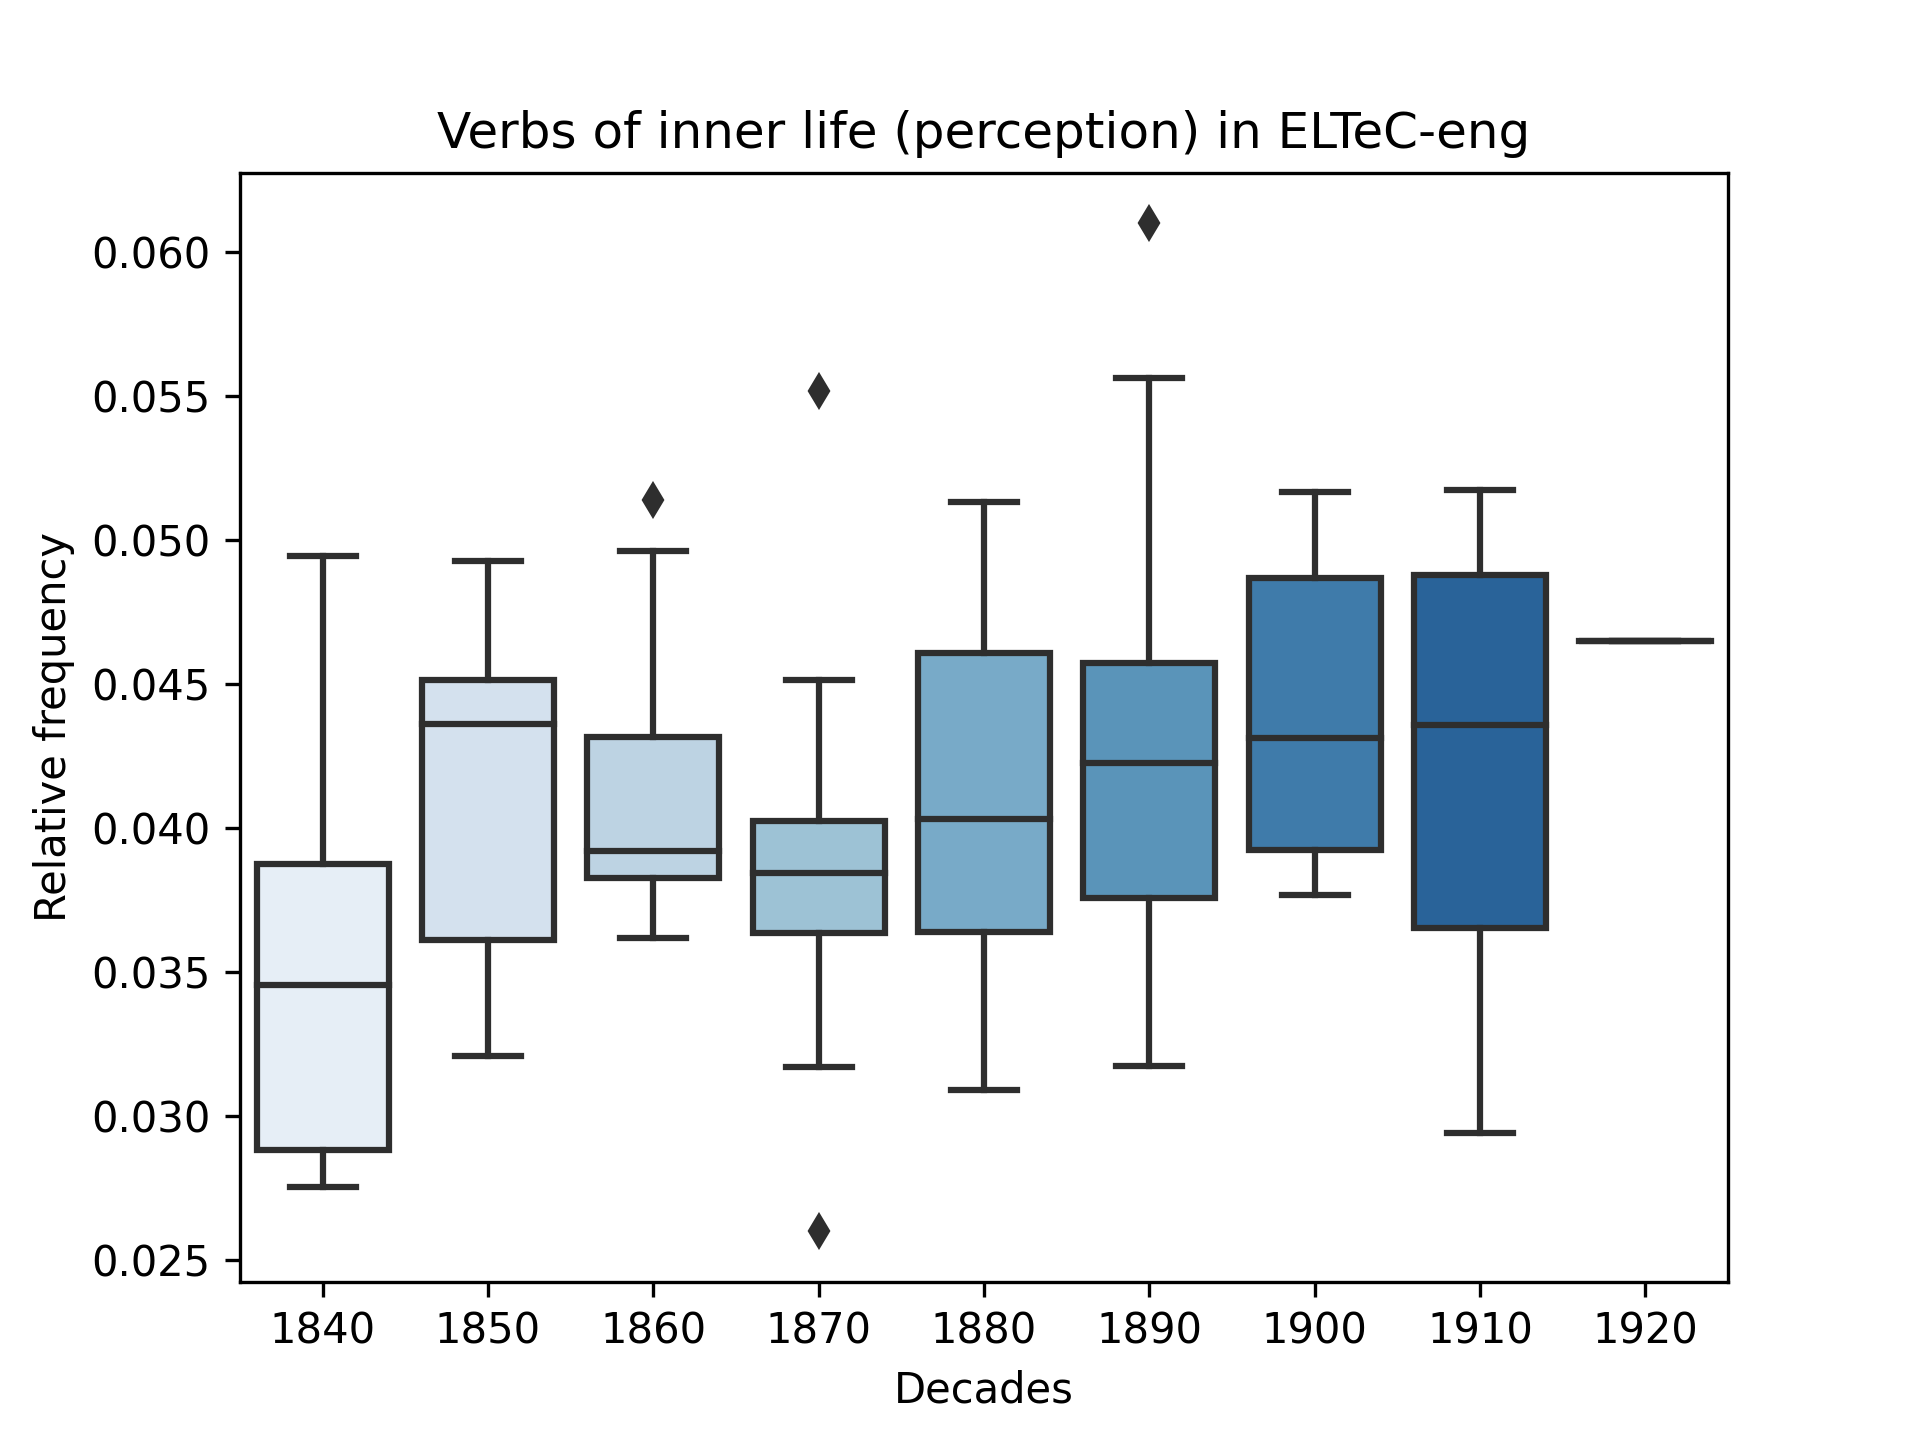 Verbs of inner life (perception) in ELTeC-eng
0.060
0.055
0.050
0.045
0.040
0.035
0.030
0.025
Relative frequency
1840 1850 1860 1870 1880 1890 1900 1910 1920
Decades